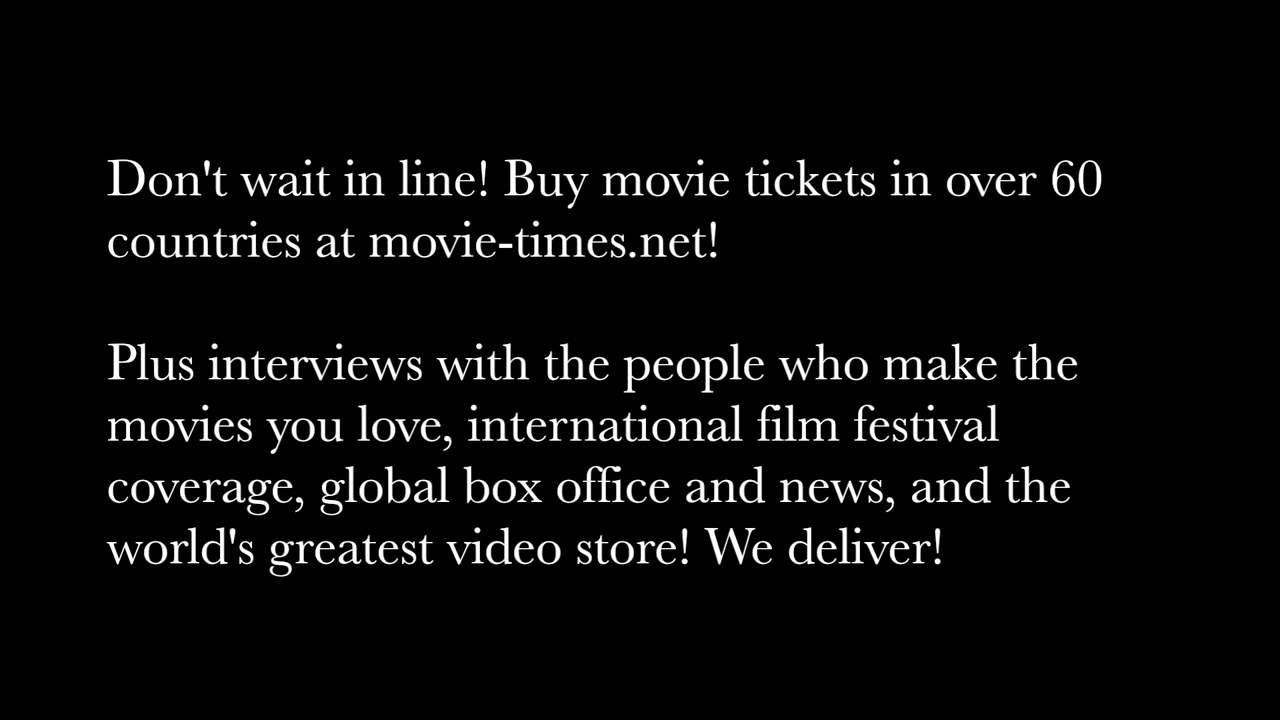 Don't wait in line! Buy movie tickets in over 60
countries at movie-times.net!
Plus interviews with the people who make the
movies you love, international film festival
coverage, global box office and news, and the
world's greatest video store! We deliver!